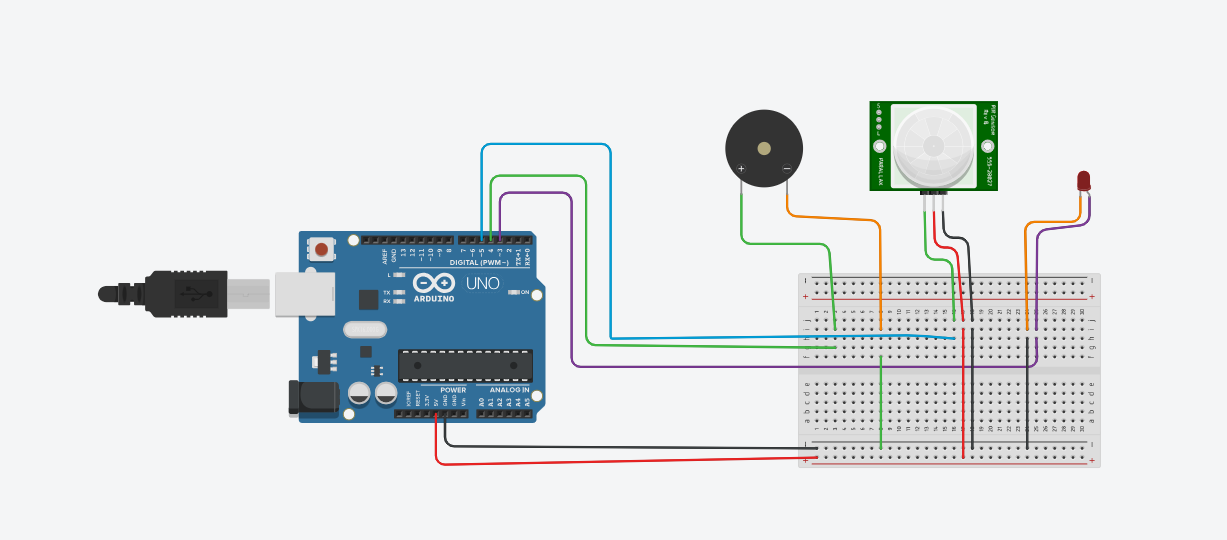 PIR Sensor
Rev B
PARALLAX
555-28027
AREF
GND
13
12
~11
~10
~9
8
7
~6
~5
4
~3
2
TX→1
RX←0
DIGITAL (PWM~)
L
TX
RX
ARDUINO
UNO
ON
POWER
ANALOG IN
IOREF
RESET
3.3V
5V
GND
GND
Vin
A0
A1
A2
A3
A4
A5
+
−
j
i
h
g
f
e
d
c
b
a